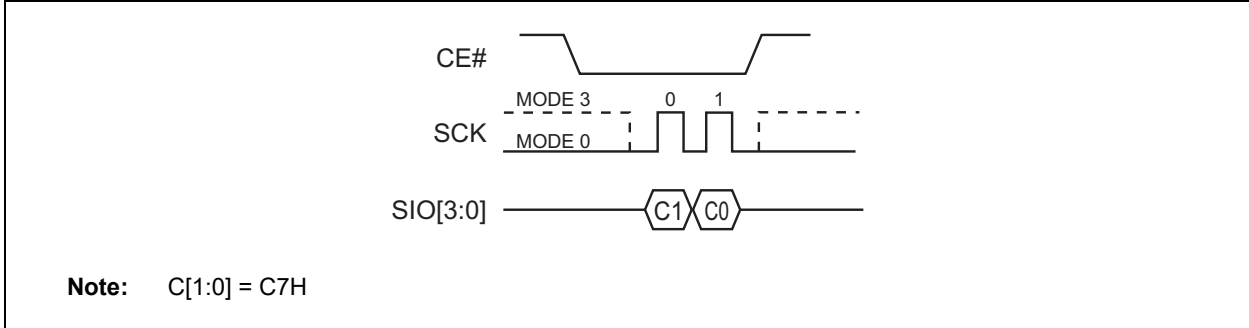 CE#
MODE 3 0 1
SCK
MODE 0
SIO[3:0] C1 C0
Note: C[1:0] = C7H